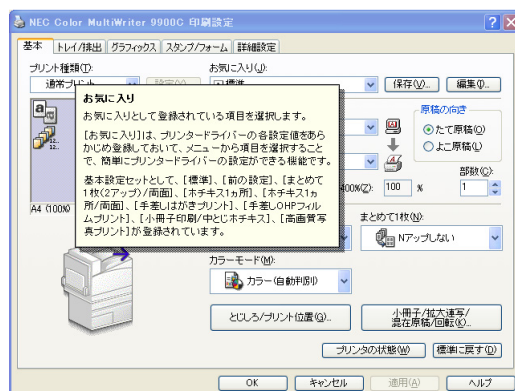 NEC Color MultiWriter 9900C 印刷設定
基本
トレイ/排出
グラフィックス
スタンプ/フォーム
詳細設定
プリント種類(T):
お気に入り(J):
通常プリント
標準
保存(V)...
編集(I)...
お気に入り
お気に入りとして登録されている項目を選択します。
[お気に入り]は、プリンタードライバーの各設定値をあら
かじめ登録しておいて、メニューから項目を選択すること
で、簡単にプリンタードライバーの設定ができる機能です。
基本設定セットとして、[標準]、[前の設定]、[まとめて
1枚(2アップ)/両面]、[ホチキス1ヵ所]、[ホチキス1ヵ
所/両面]、[手差しはがきプリント]、[手差しOHPフィル
ムプリント]、[小冊子印刷/中とじホチキス]、[高画質写
真プリント]が登録されています。
原稿の向き
たて原稿(O)
よこ原稿(L)
部数(C):
400%(Z):
100
%
1
A4 (100%)
まとめて1枚(N):
Nアップしない
カラーモード(M):
カラー(自動判別)
とじしろ/プリント位置(G)...
小冊子/拡大連写/
混在原稿/回転(K)...
プリンタの状態(W)
標準に戻す(D)
OK
キャンセル
適用(A)
ヘルプ